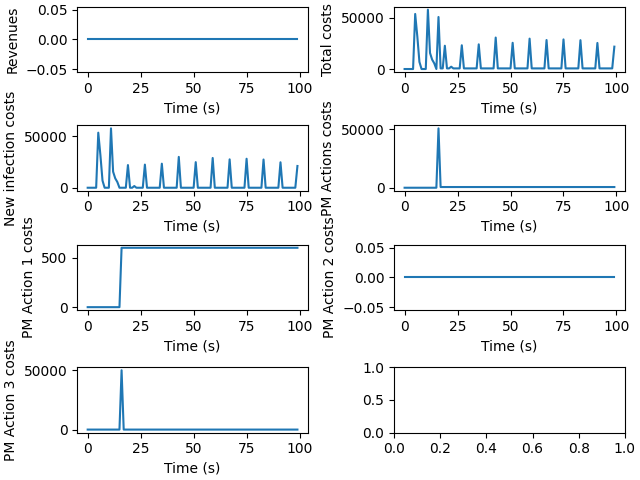 Revenues
0.05
0.00
−0.05
0 25 50 75 100
Time (s)
Total costs
50000
0
0 25 50 75 100
Time (s)
New infection costs
50000
0
0 25 50 75 100
Time (s)
PM Actions costs
50000
0
0 25 50 75 100
Time (s)
PM Action 1 costs
500
0
0 25 50 75 100
Time (s)
PM Action 2 costs
0.05
0.00
−0.05
0 25 50 75 100
Time (s)
PM Action 3 costs
50000
0
0 25 50 75 100
Time (s)
1.0
0.5
0.0
0.0 0.2 0.4 0.6 0.8 1.0